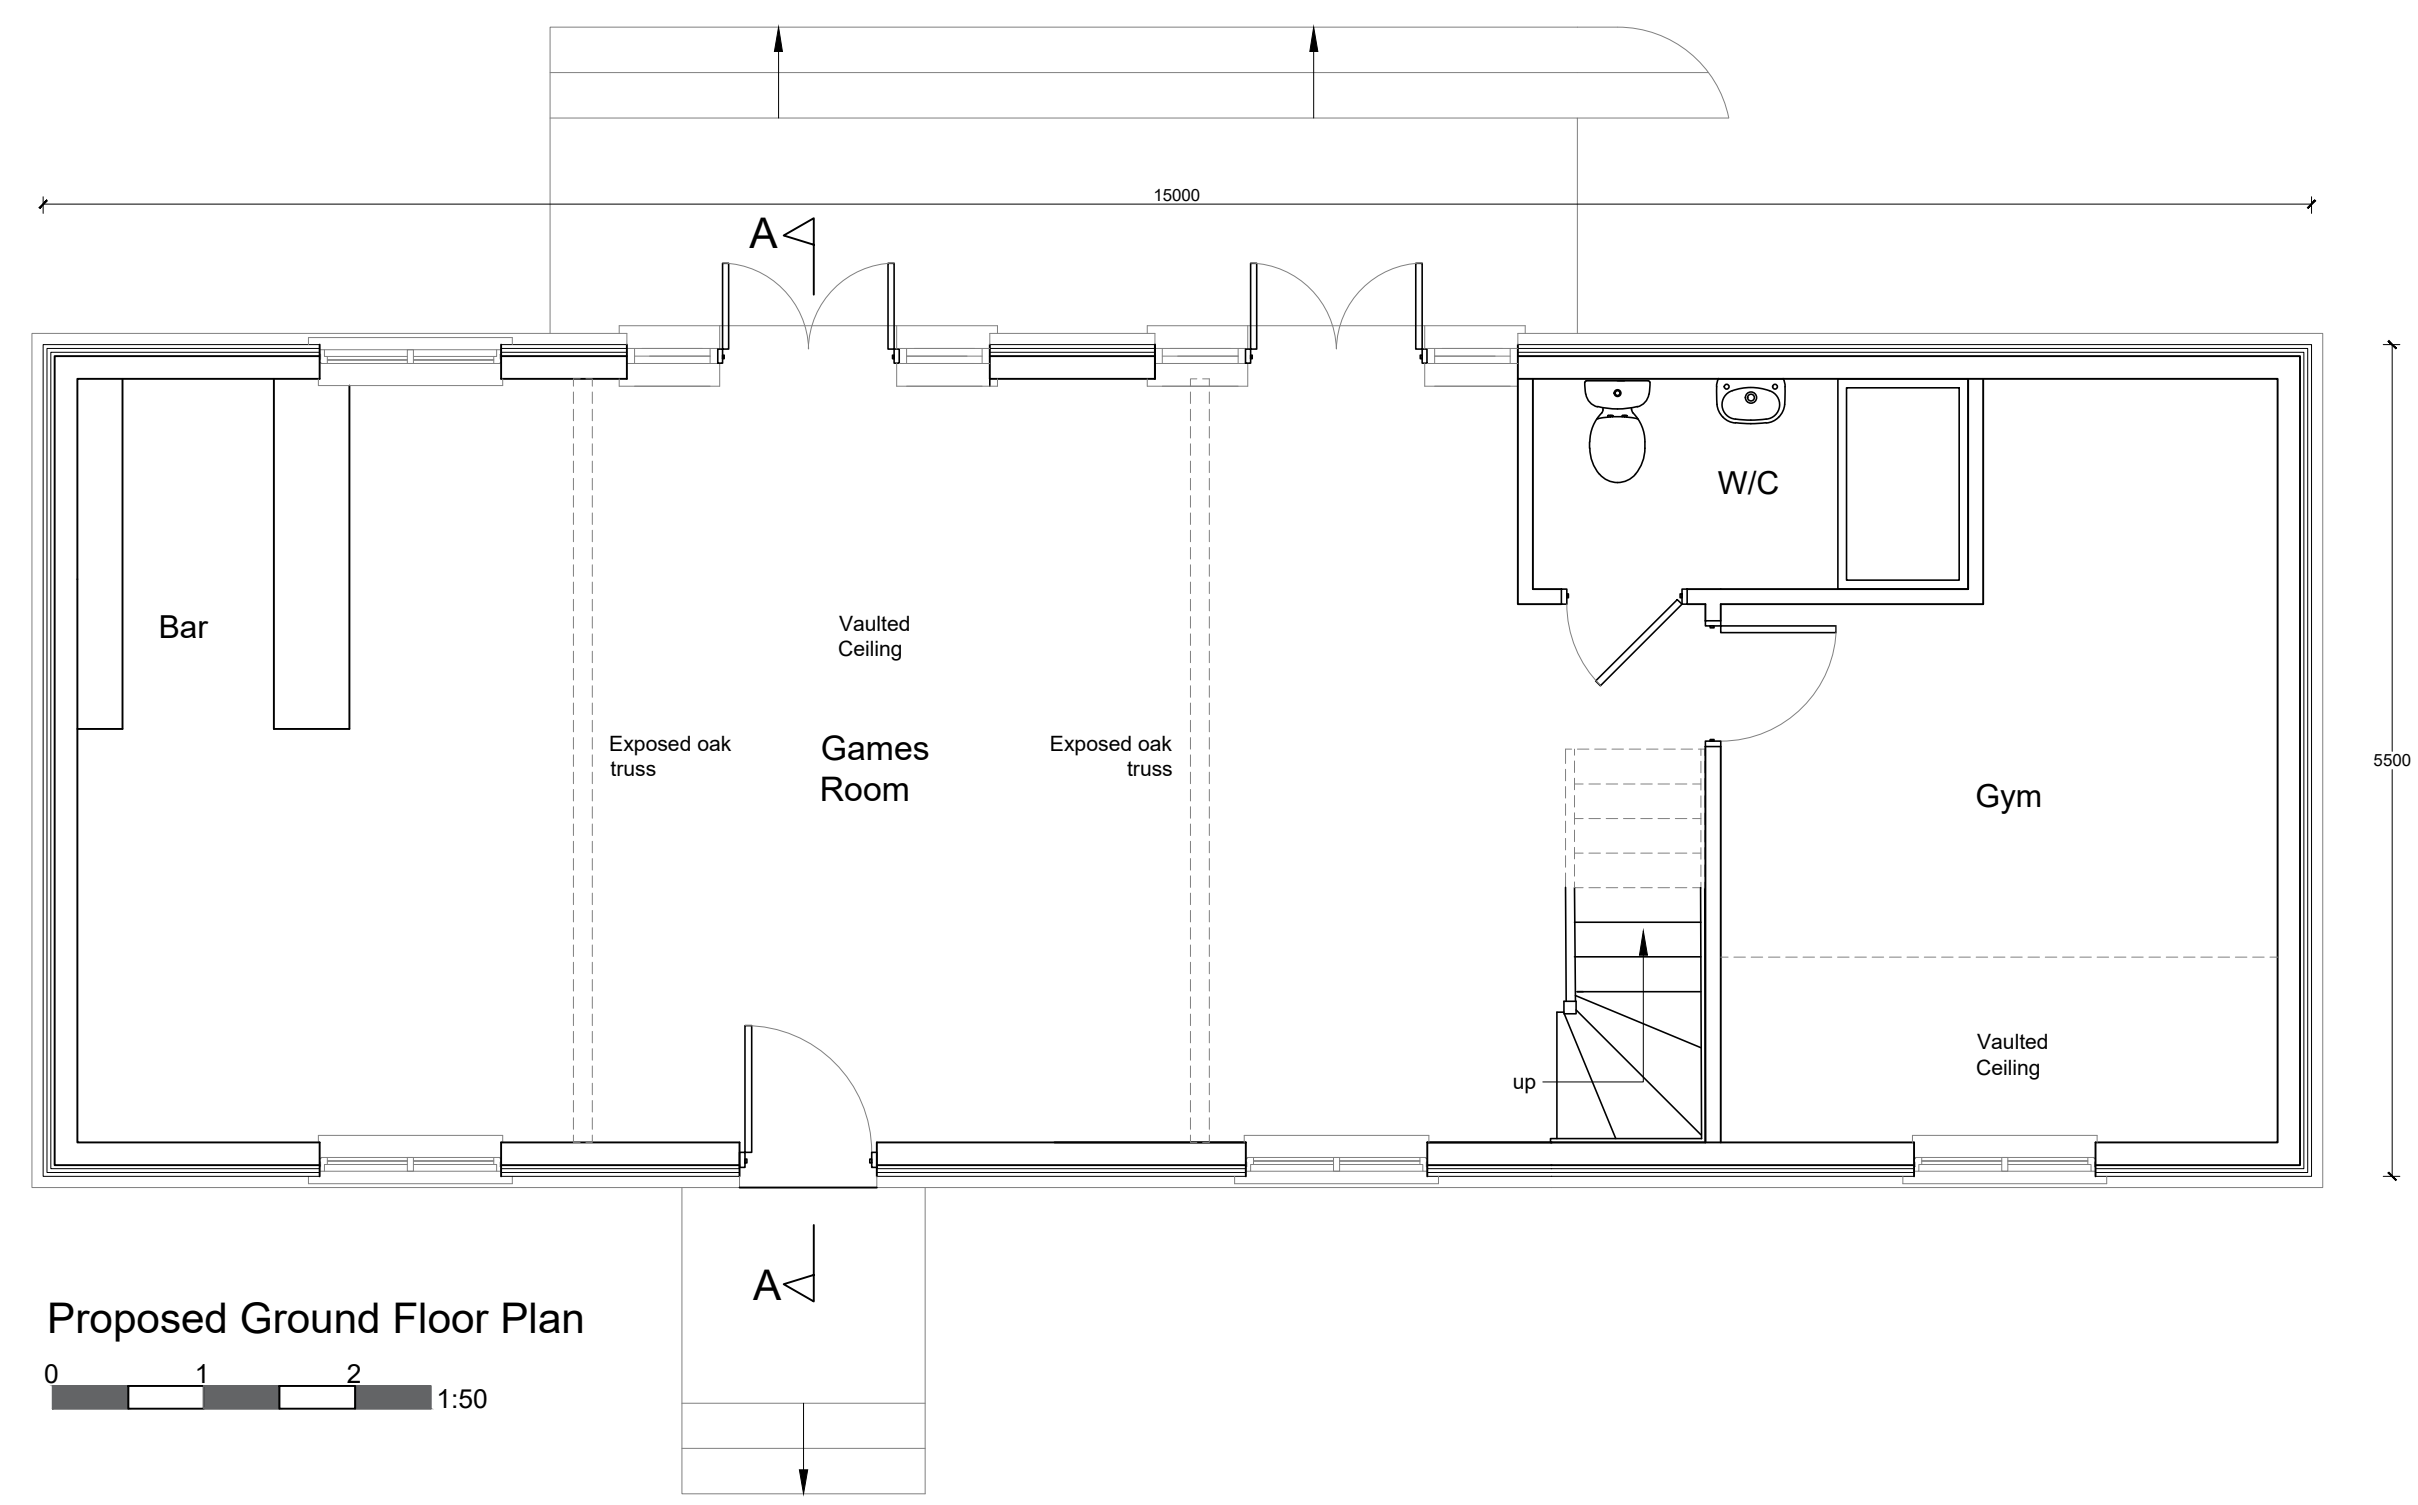 15000
A
W/C
Bar
Vaulted
Ceiling
Exposed oak
truss
Games
Room
Exposed oak
truss
5500
Gym
Vaulted
Ceiling
up
A
Proposed Ground Floor Plan
0 1 2
1:50